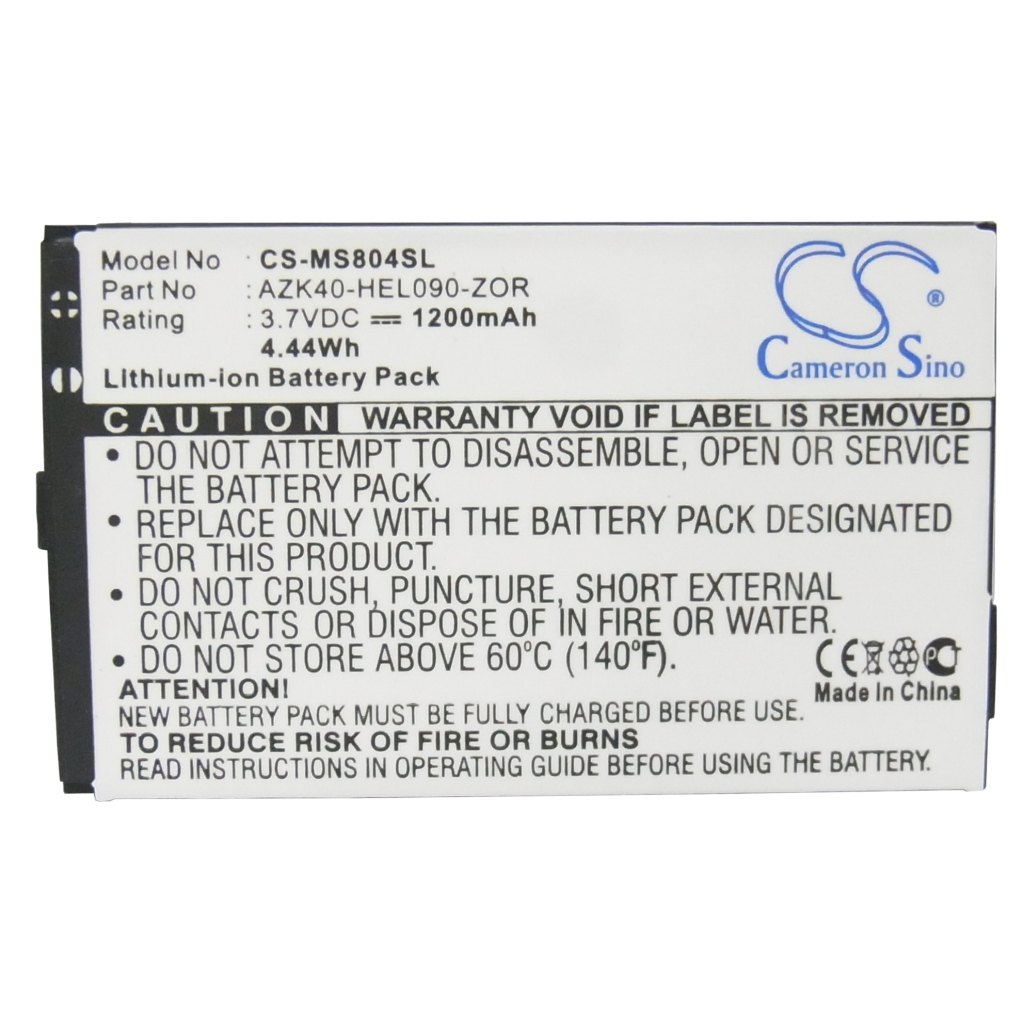 Model No : CS-MS804SL
Part No : AZK40-HEL090-ZOR
Rating : 3.7VDC 1200mAh
4.44Wh
Lithium-ion Battery Pack
CS ®
Cameron Sino
CAUTION WARRANTY VOID IF LABEL IS REMOVED
• DO NOT ATTEMPT TO DISASSEMBLE, OPEN OR SERVICE
THE BATTERY PACK.
• REPLACE ONLY WITH THE BATTERY PACK DESIGNATED
FOR THIS PRODUCT.
• DO NOT CRUSH, PUNCTURE, SHORT EXTERNAL
CONTACTS OR DISPOSE OF IN FIRE OR WATER.
• DO NOT STORE ABOVE 60°C (140°F).
CE PC
Made in China
ATTENTION!
NEW BATTERY PACK MUST BE FULLY CHARGED BEFORE USE.
TO REDUCE RISK OF FIRE OR BURNS
READ INSTRUCTIONS IN OPERATING GUIDE BEFORE USING THE BATTERY.